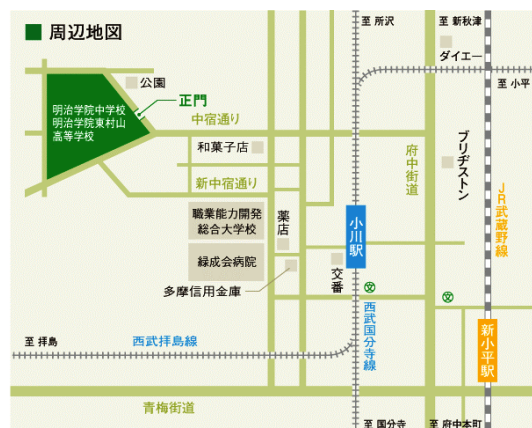 周辺地図
至 所沢
至 新秋津
ダイエー
公園
至 小平
正門
明治学院中学校
明治学院東村山
高等学校
中宿通り
和菓子店
府中街道
ブリヂストン
新中宿通り
JR武蔵野線
職業能力開発
総合大学校
薬店
小川駅
緑成会病院
交番
多摩信用金庫
文
文
西武国分寺線
新小平駅
至 拝島
西武拝島線
青梅街道
至 国分寺
至 府中本町